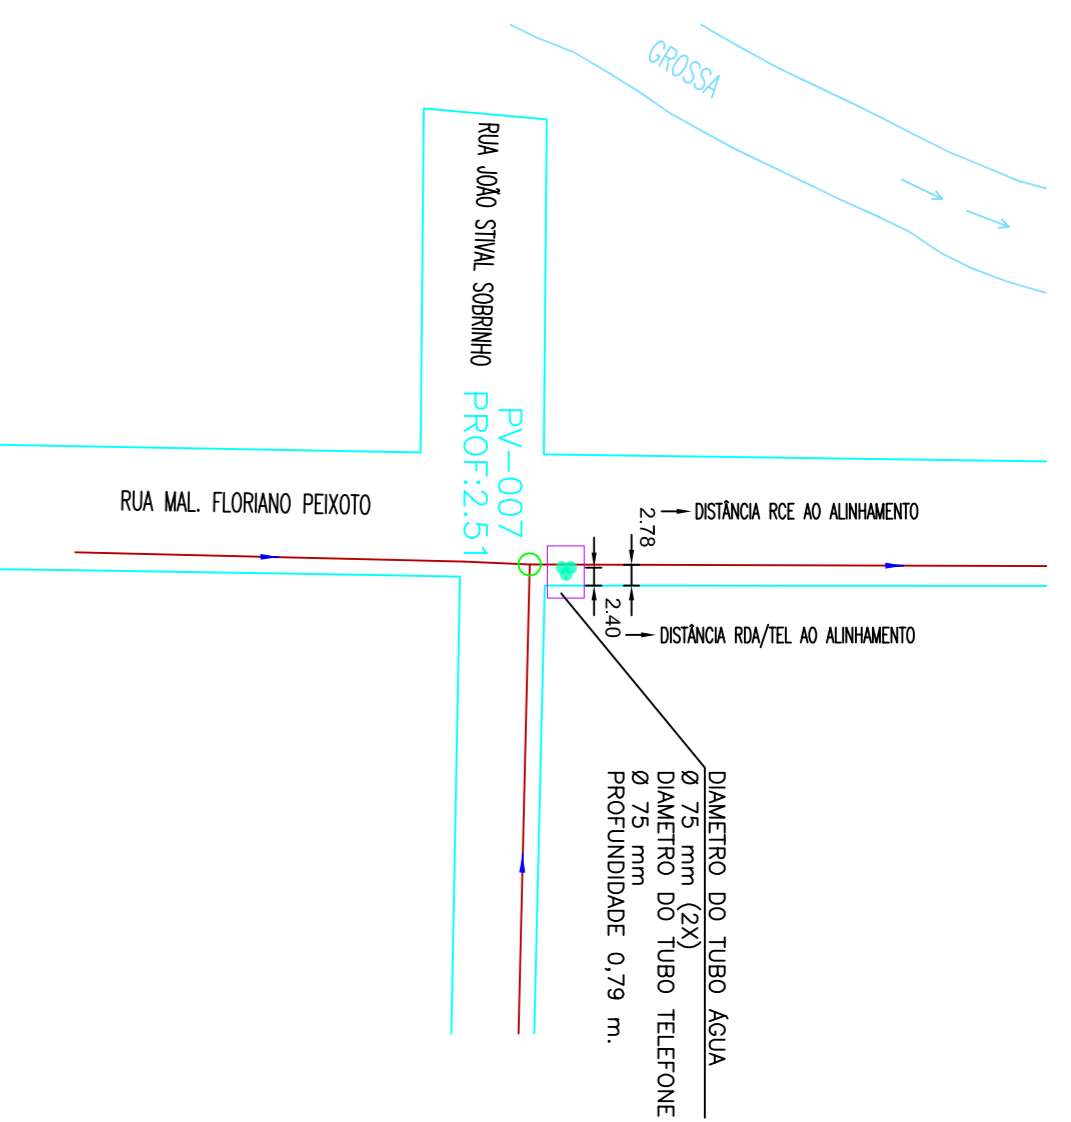 GROSSA
RUA JOÃO STIVAL SOBRINHO
PV-007
PROF:2.51
RUA MAL. FLORIANO PEIXOTO
2.78
DISTÂNCIA RCE AO ALINHAMENTO
2.40
DISTÂNCIA RDA/TEL AO ALINHAMENTO
DIAMETRO DO TUBO ÁGUA
Ø 75 mm (2X)
DIAMETRO DO TUBO TELEFONE
Ø 75 mm
PROFUNDIDADE 0,79 m.